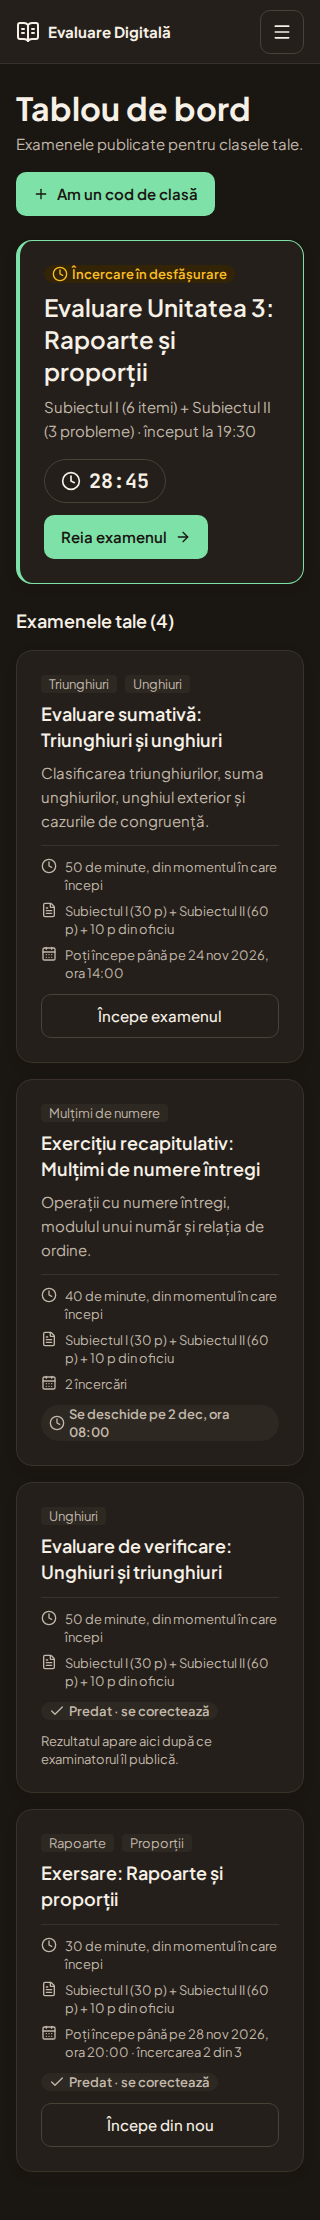 Evaluare Digitală
Tablou de bord
Examenele publicate pentru clasele tale.
+ Am un cod de clasă
Încercare în desfășurare
Evaluare Unitatea 3:
Rapoarte și
proporții
Subiectul I (6 itemi) + Subiectul II
(3 probleme) · început la 19:30
28:45
Reia examenul →
Examenele tale (4)
Triunghiuri Unghiuri
Evaluare sumativă:
Triunghiuri și unghiuri
Clasificarea triunghiurilor, suma
unghiurilor, unghiul exterior și
cazurile de congruență.
50 de minute, din momentul în care
începi
Subiectul I (30 p) + Subiectul II (60
p) + 10 p din oficiu
Poți începe până pe 24 nov 2026,
ora 14:00
Începe examenul
Mulțimi de numere
Exercițiu recapitulativ:
Mulțimi de numere întregi
Operații cu numere întregi,
modulul unui număr și relația de
ordine.
40 de minute, din momentul în care
începi
Subiectul I (30 p) + Subiectul II (60
p) + 10 p din oficiu
2 încercări
Se deschide pe 2 dec, ora
08:00
Unghiuri
Evaluare de verificare:
Unghiuri și triunghiuri
50 de minute, din momentul în care
începi
Subiectul I (30 p) + Subiectul II (60
p) + 10 p din oficiu
Predat · se corectează
Rezultatul apare aici după ce
examinatorul îl publică.
Rapoarte Proporții
Exersare: Rapoarte și
proporții
30 de minute, din momentul în care
începi
Subiectul I (30 p) + Subiectul II (60
p) + 10 p din oficiu
Poți începe până pe 28 nov 2026,
ora 20:00 · încercarea 2 din 3
Predat · se corectează
Începe din nou